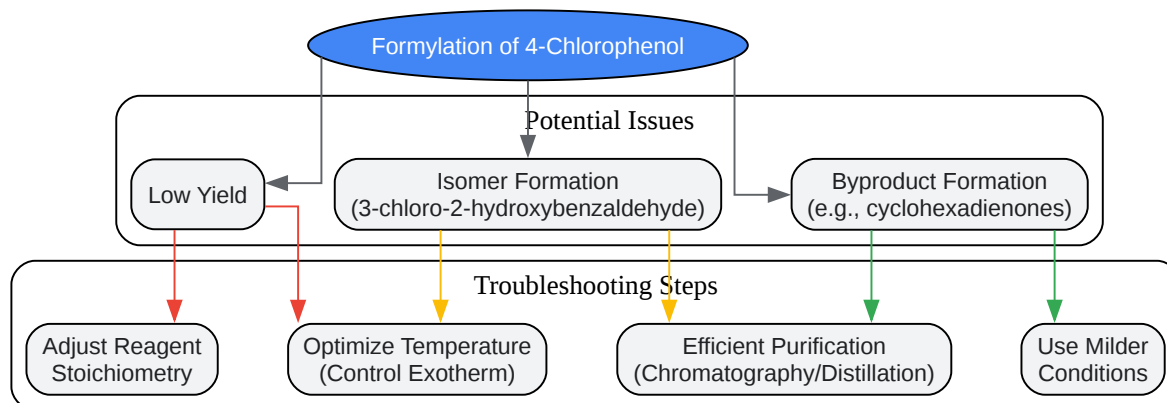 Formylation of 4-Chlorophenol
Potential Issues
Low Yield
Isomer Formation
(3-chloro-2-hydroxybenzaldehyde)
Byproduct Formation
(e.g., cyclohexadienones)
Troubleshooting Steps
Adjust Reagent
Stoichiometry
Optimize Temperature
(Control Exotherm)
Efficient Purification
(Chromatography/Distillation)
Use Milder
Conditions